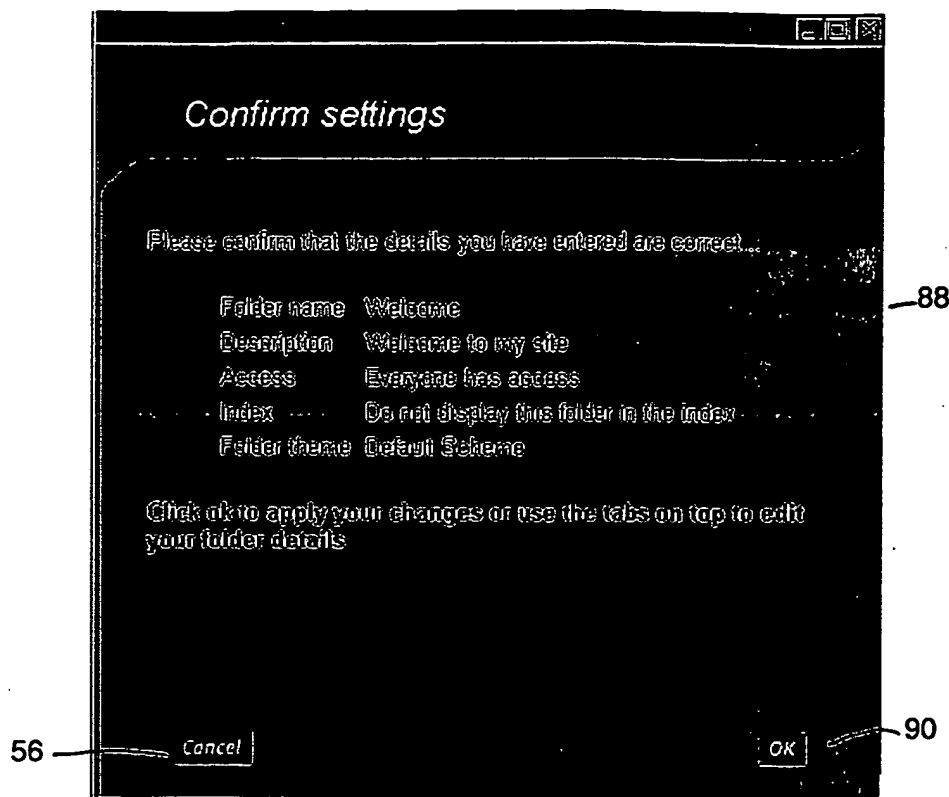 Confirm settings
Please confirm that the details you have entered are correct...
88
Folder name Welcome
Description Welcome to my site
Access Everyone has access
Index Do not display this folder in the index
Folder theme Default Scheme
Click ok to apply your changes or use the tabs on top to edit
your folder details
56 Cancel OK 90